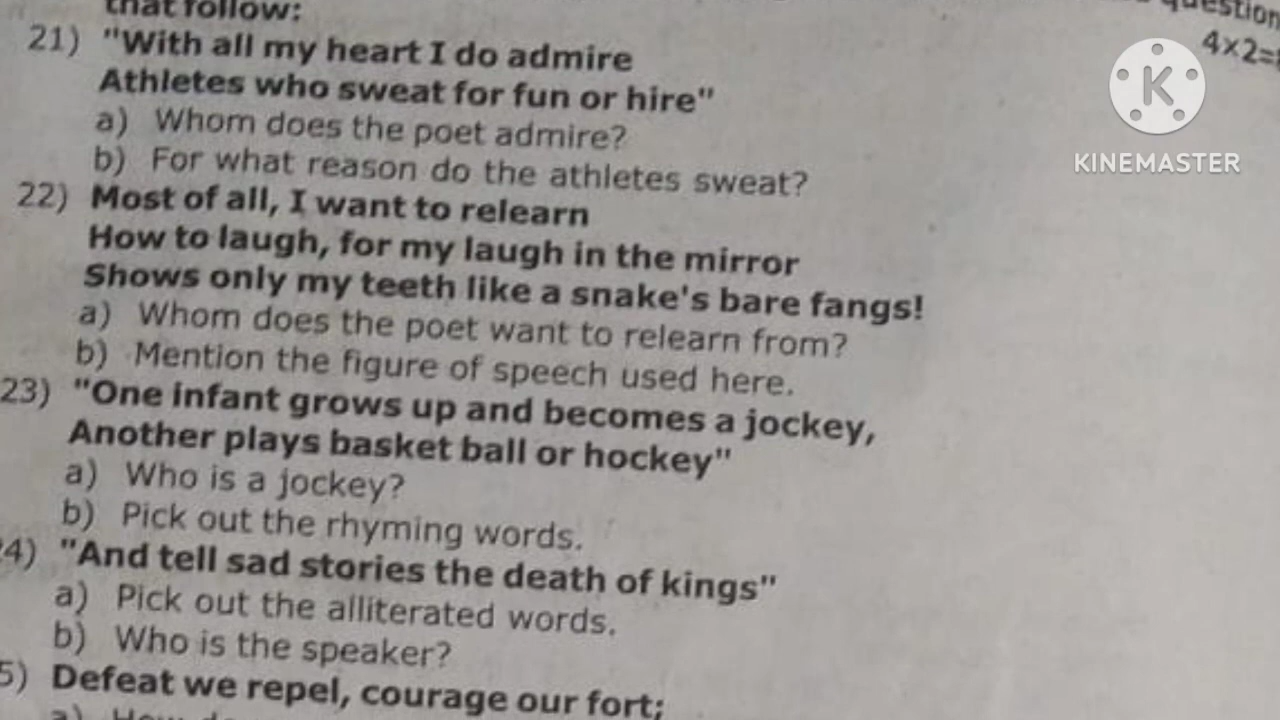 that follow:
question
4x2=
21) "With all my heart I do admire
Athletes who sweat for fun or hire"
a) Whom does the poet admire?
b) For what reason do the athletes sweat?
22) Most of all, I want to relearn
How to laugh, for my laugh in the mirror
Shows only my teeth like a snake's bare fangs!
a) Whom does the poet want to relearn from?
b) Mention the figure of speech used here.
23) "One infant grows up and becomes a jockey,
Another plays basket ball or hockey"
a) Who is a jockey?
b) Pick out the rhyming words.
4) "And tell sad stories the death of kings"
a) Pick out the alliterated words.
b) Who is the speaker?
5) Defeat we repel, courage our fort;
a)
K
KINEMASTER